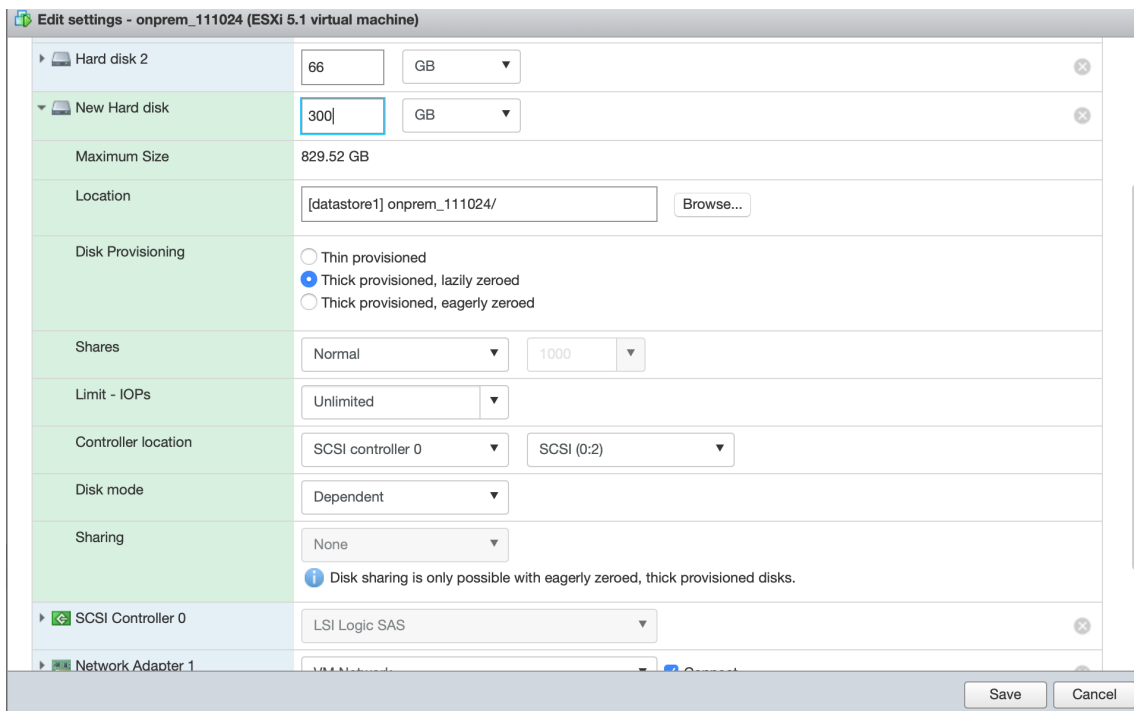 Edit settings - onprem_111024 (ESXi 5.1 virtual machine)
Hard disk 2 66 GB
New Hard disk 300 GB
Maximum Size 829.52 GB
Location [datastore1] onprem_111024/ Browse...
Disk Provisioning Thin provisioned
Thick provisioned, lazily zeroed
Thick provisioned, eagerly zeroed
Shares Normal 1000
Limit - IOPs Unlimited
Controller location SCSI controller 0 SCSI (0:2)
Disk mode Dependent
Sharing None
Disk sharing is only possible with eagerly zeroed, thick provisioned disks.
SCSI Controller 0 LSI Logic SAS
Network Adapter 1 VM Network Connect
Save Cancel